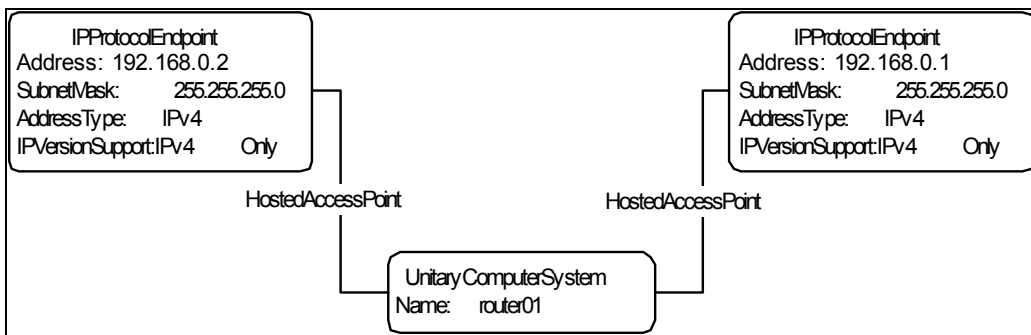 IPProtocolEndpoint
Address: 192.168.0.2
SubnetMask: 255.255.255.0
AddressType: IPv4
IPVersionSupport:IPv4 Only
IPProtocolEndpoint
Address: 192.168.0.1
SubnetMask: 255.255.255.0
AddressType: IPv4
IPVersionSupport:IPv4 Only
HostedAccessPoint
HostedAccessPoint
UnitaryComputerSystem
Name: router01